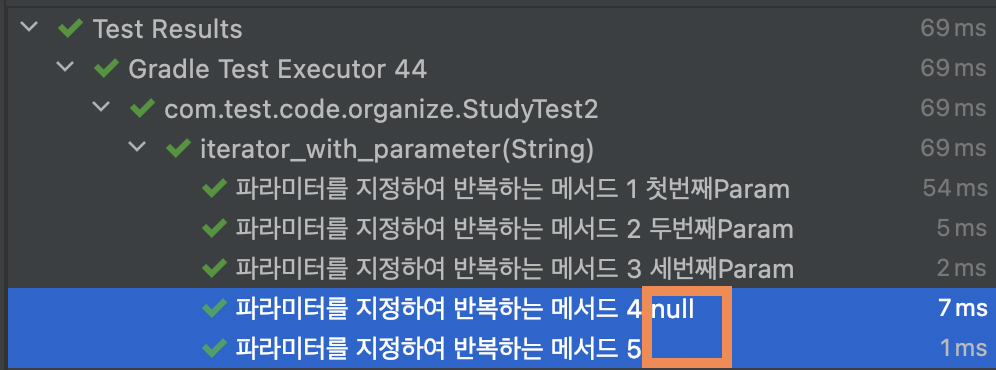 Test Results 69 ms
Gradle Test Executor 44 69 ms
com.test.code.organize.StudyTest2 69 ms
iterator_with_parameter(String) 69 ms
파라미터를 지정하여 반복하는 메서드 1 첫번째Param 54 ms
파라미터를 지정하여 반복하는 메서드 2 두번째Param 5 ms
파라미터를 지정하여 반복하는 메서드 3 세번째Param 2 ms
파라미터를 지정하여 반복하는 메서드 4 null 7 ms
파라미터를 지정하여 반복하는 메서드 5 1 ms